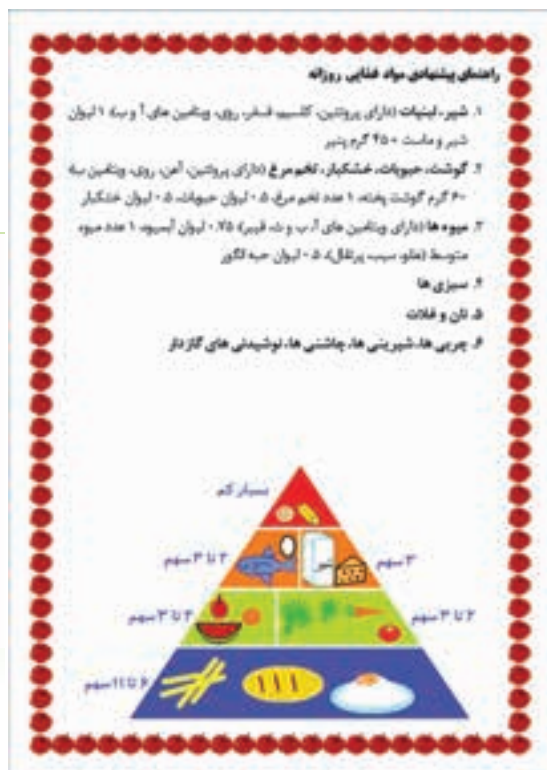 راهنمای پیشنهادی مواد غذایی روزانه
۱. شیر، لبنیات (دارای پروتئین، کلسیم، فسفر، روی، ویتامین های آ و ب)، ۱ لیوان
شیر و ماست + ۴۵ گرم پنیر
۲. گوشت، حبوبات، خشکبار، تخم مرغ (دارای پروتئین، آهن، روی، ویتامین ب)،
۶۰ گرم گوشت پخته، ۱ عدد تخم مرغ، ۰.۵ لیوان حبوبات، ۰.۵ لیوان خشکبار
۳. میوه ها (دارای ویتامین های آ، ب و ث، فیبر) ۰.۷۵ لیوان آبمیوه، ۱ عدد میوه
متوسط (هلو، سیب، پرتقال)، ۰.۵ لیوان حبه انگور
۴. سبزی ها
۵. نان و غلات
۶. چربی ها، شیرینی ها، چاشنی ها، نوشیدنی های گازدار
بسیار کم
۳ سهم
۲ تا ۳ سهم
۲ تا ۳ سهم
۶ تا ۱۱ سهم